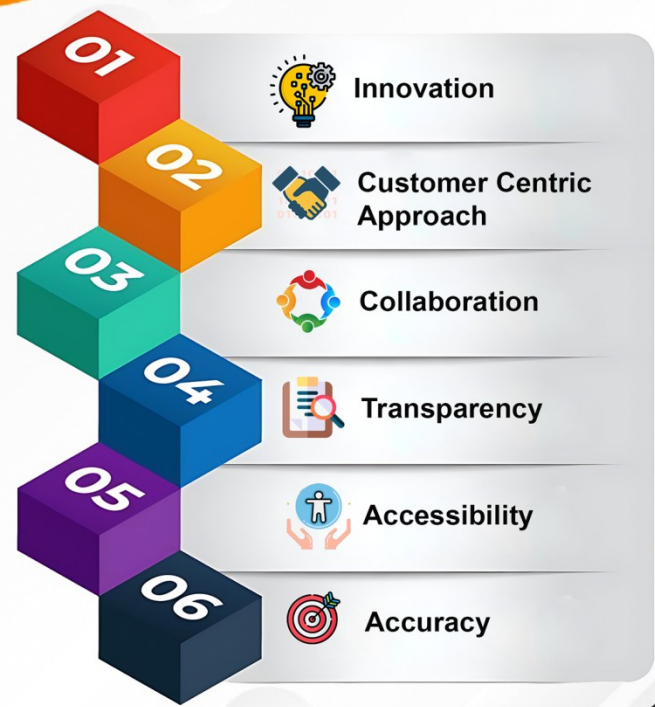 01
Innovation
02
Customer Centric
Approach
03
Collaboration
04
Transparency
05
Accessibility
06
Accuracy